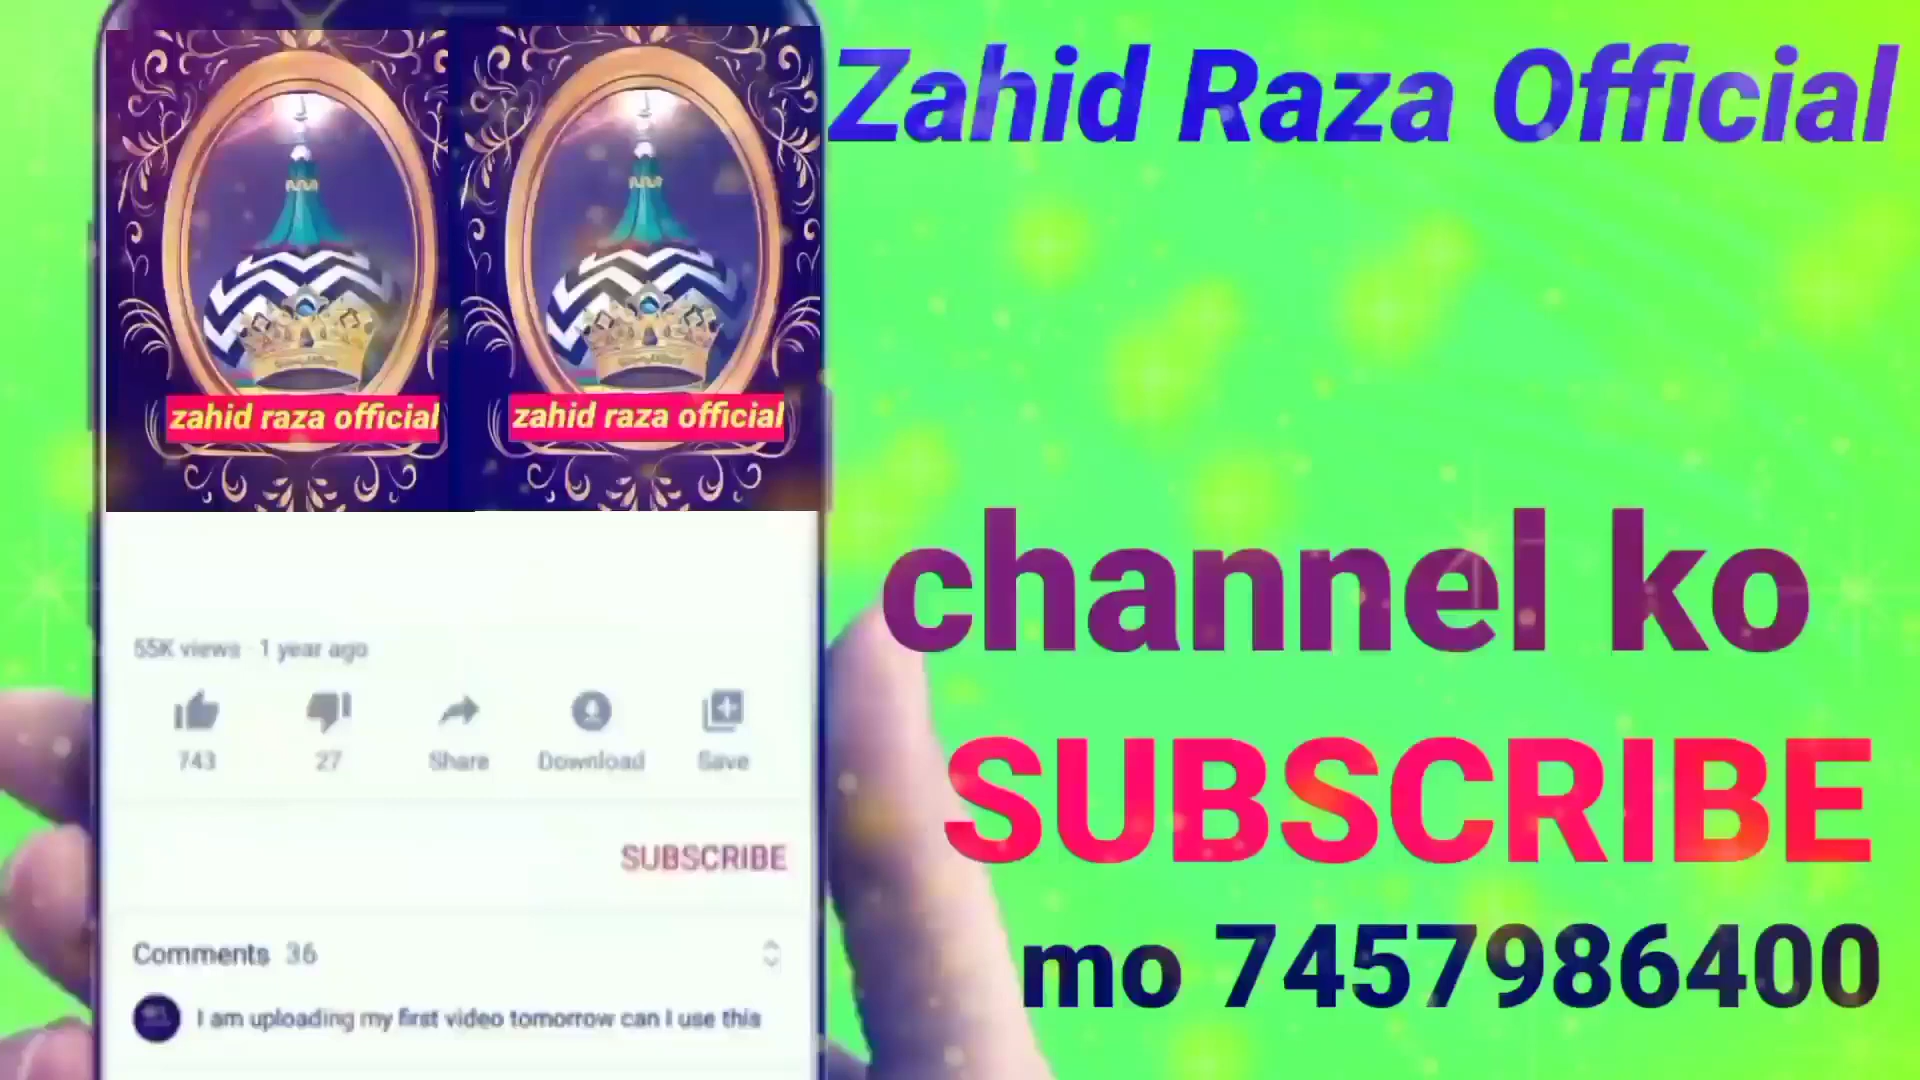 Zahid Raza Official
zahid raza official
zahid raza official
channel ko
SUBSCRIBE
mo 7457986400
55K views · 1 year ago
743
27
Share
Download
Save
SUBSCRIBE
Comments 36
I am uploading my first video tomorrow can I use this